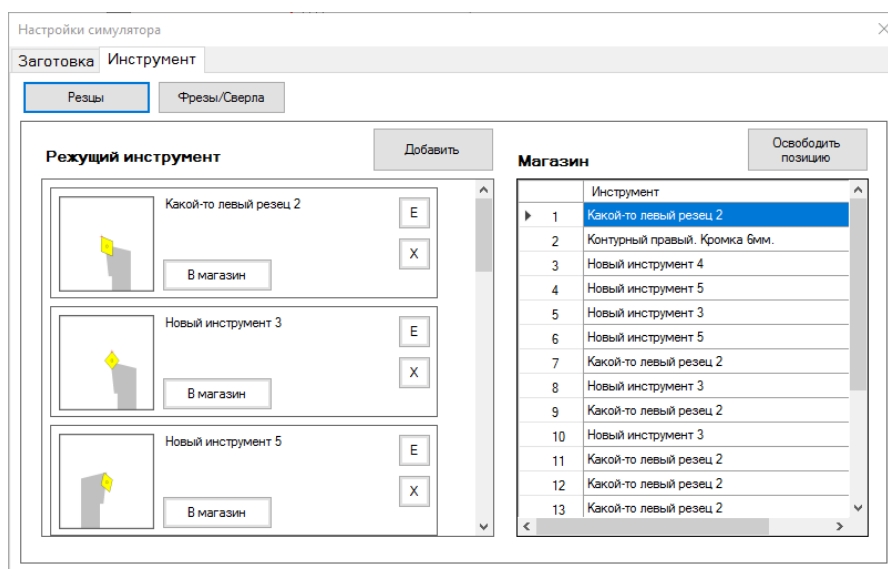 Настройки симулятора
Заготовка Инструмент
Резцы Фрезы/Сверла
Режущий инструмент
Добавить
Какой-то левый резец 2
E
X
В магазин
Новый инструмент 3
E
X
В магазин
Новый инструмент 5
E
X
В магазин
Магазин
Освободить
позицию
Инструмент
1 Какой-то левый резец 2
2 Контурный правый. Кромка 6мм.
3 Новый инструмент 4
4 Новый инструмент 5
5 Новый инструмент 3
6 Новый инструмент 5
7 Какой-то левый резец 2
8 Новый инструмент 3
9 Какой-то левый резец 2
10 Новый инструмент 3
11 Какой-то левый резец 2
12 Какой-то левый резец 2
13 Какой-то левый резец 2